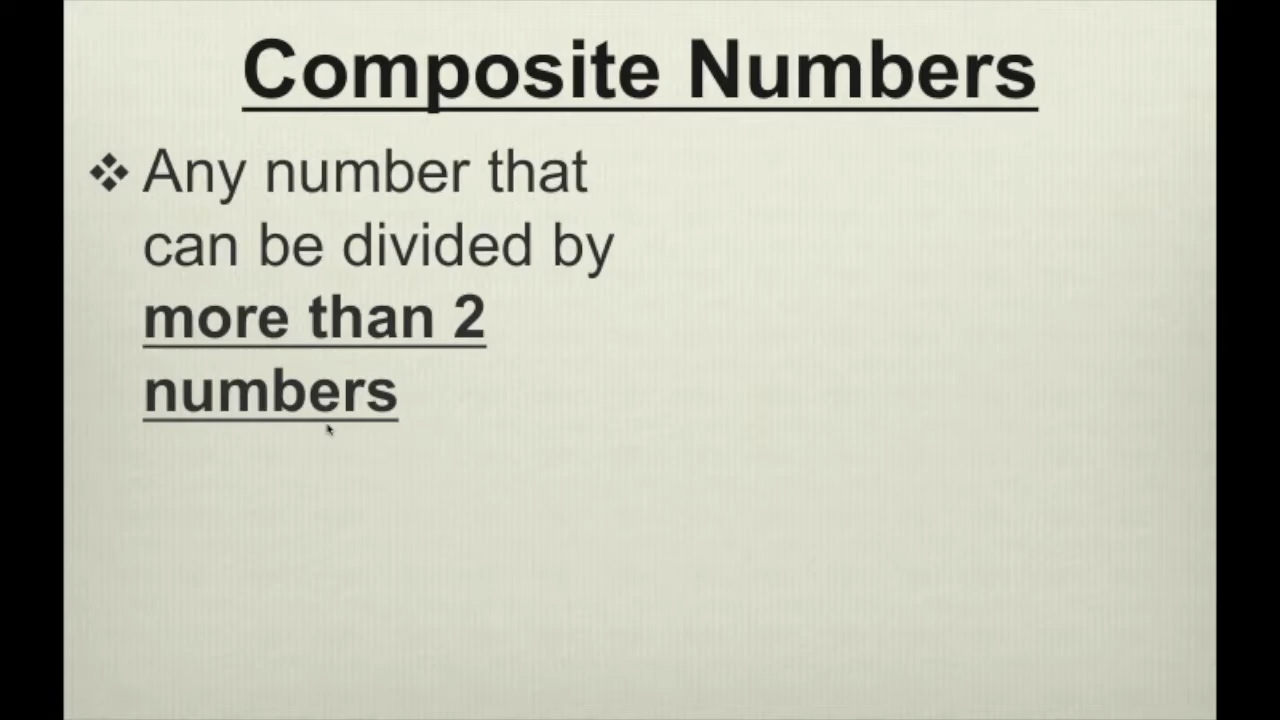 Composite Numbers
❖ Any number that
can be divided by
more than 2
numbers